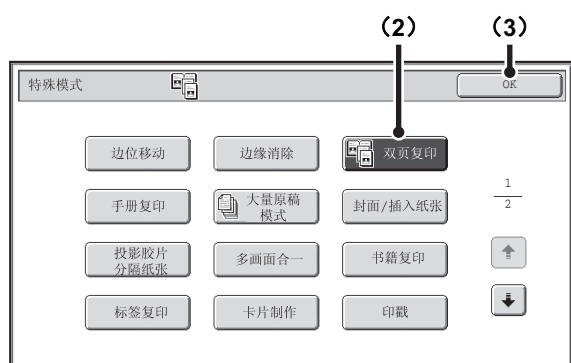 (2)
(3)
特殊模式
OK
边位移动
边缘消除
双页复印
手册复印
大量原稿
模式
封面/插入纸张
1
2
投影胶片
分隔纸张
多画面合一
书籍复印
标签复印
卡片制作
印戳